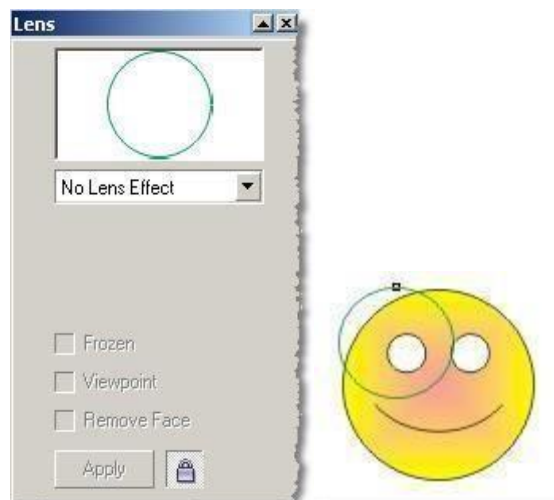 Lens
No Lens Effect
Frozen
Viewpoint
Remove Face
Apply